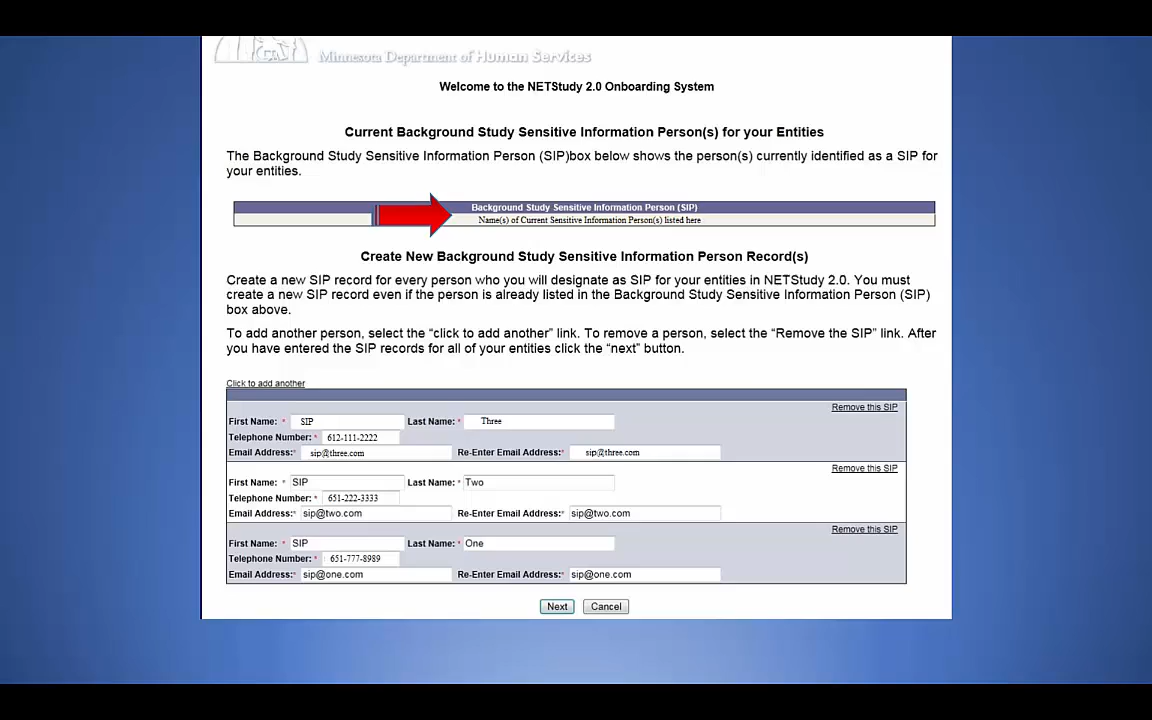 Minnesota Department of Human Services
Welcome to the NETStudy 2.0 Onboarding System
Current Background Study Sensitive Information Person(s) for your Entities
The Background Study Sensitive Information Person (SIP)box below shows the person(s) currently identified as a SIP for
your entities.
Background Study Sensitive Information Person (SIP)
Name(s) of Current Sensitive Information Person(s) listed here
Create New Background Study Sensitive Information Person Record(s)
Create a new SIP record for every person who you will designate as SIP for your entities in NETStudy 2.0. You must
create a new SIP record even if the person is already listed in the Background Study Sensitive Information Person (SIP)
box above.
To add another person, select the “click to add another” link. To remove a person, select the “Remove the SIP” link. After
you have entered the SIP records for all of your entities click the “next” button.
Click to add another
Remove this SIP
First Name: * SIP Last Name: * Three
Telephone Number: * 612-111-2222
Email Address:* sip@three.com Re-Enter Email Address:* sip@three.com
Remove this SIP
First Name: * SIP Last Name: * Two
Telephone Number: * 651-222-3333
Email Address:* sip@two.com Re-Enter Email Address:* sip@two.com
Remove this SIP
First Name: * SIP Last Name: * One
Telephone Number: * 651-777-8989
Email Address:* sip@one.com Re-Enter Email Address:* sip@one.com
Next Cancel